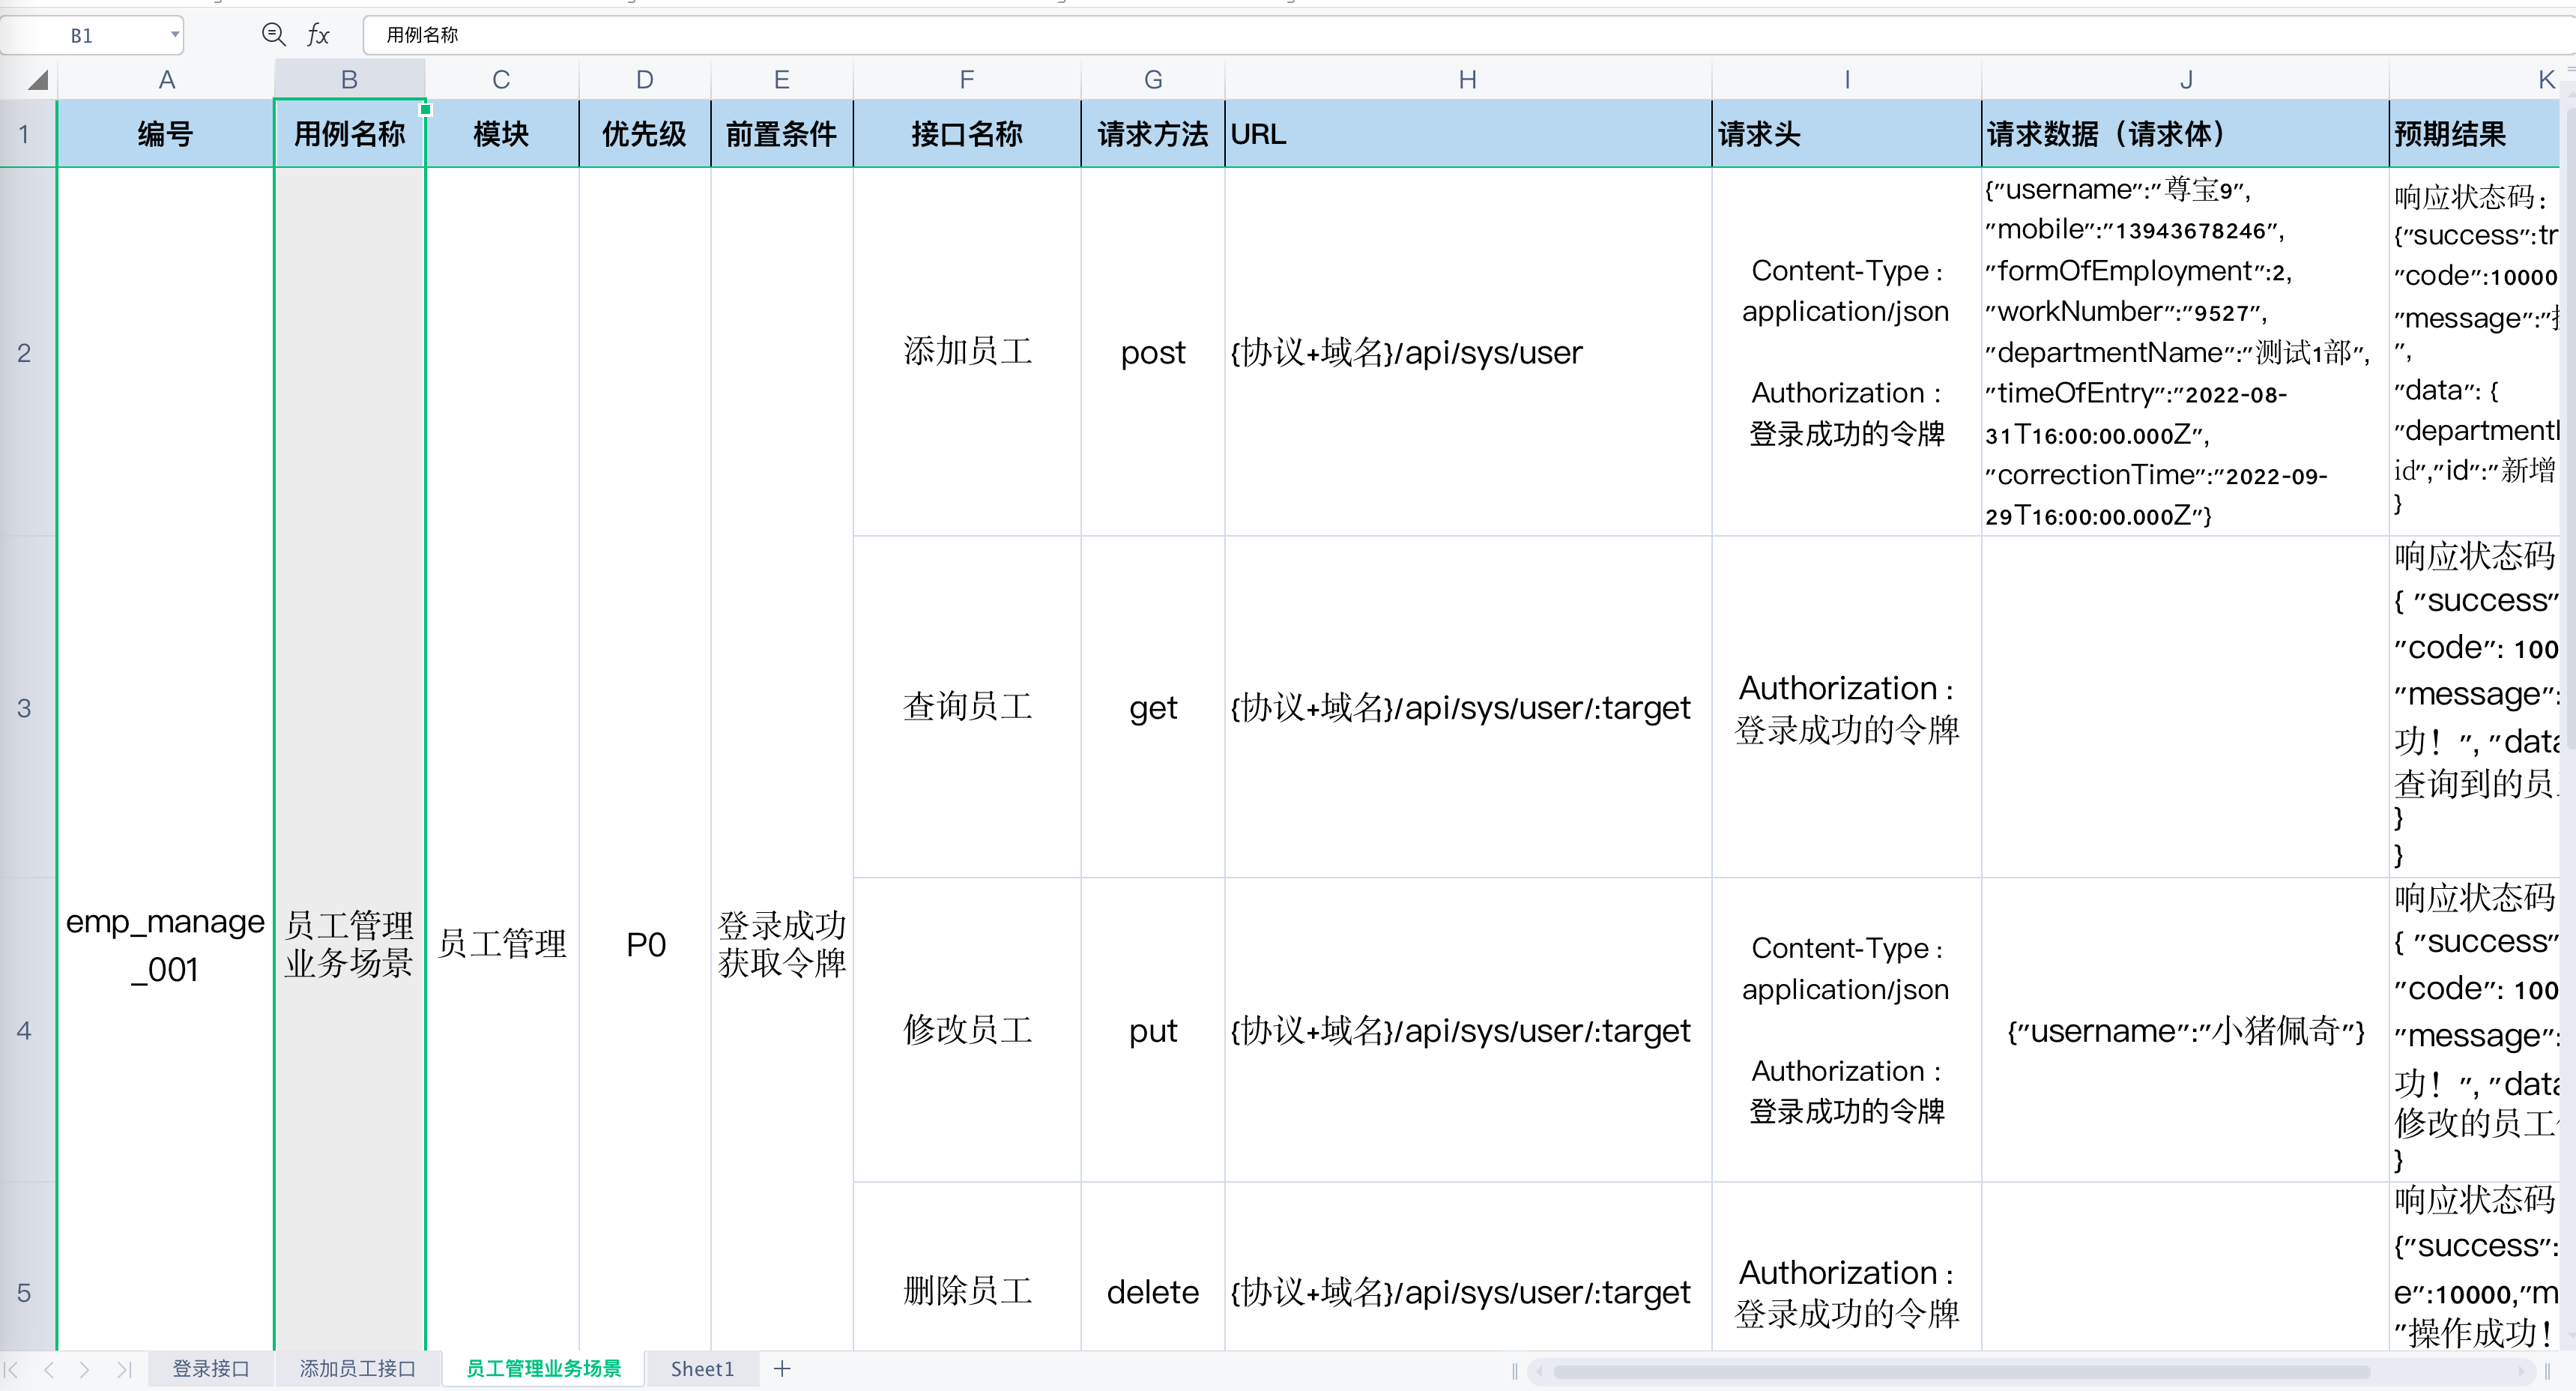 B1
fx
用例名称
A B C D E F G H I J K
1 编号 用例名称 模块 优先级 前置条件 接口名称 请求方法 URL 请求头 请求数据（请求体） 预期结果
2
添加员工
post
{协议+域名}/api/sys/user
Content-Type :
application/json
Authorization :
登录成功的令牌
{"username":"尊宝9",
"mobile":"13943678246",
"formOfEmployment":2,
"workNumber":"9527",
"departmentName":"测试1部",
"timeOfEntry":"2022-08-
31T16:00:00.000Z",
"correctionTime":"2022-09-
29T16:00:00.000Z"}
响应状态码：
{"success":tr
"code":10000
"message":"
",
"data": {
"department
id","id":"新增
}
3
查询员工
get
{协议+域名}/api/sys/user/:target
Authorization :
登录成功的令牌
响应状态码
{ "success"
"code": 100
"message":
功！", "data
查询到的员
}
}
emp_manage
_001
员工管理
业务场景
员工管理
P0
登录成功
获取令牌
4
修改员工
put
{协议+域名}/api/sys/user/:target
Content-Type :
application/json
Authorization :
登录成功的令牌
{"username":"小猪佩奇"}
响应状态码
{ "success"
"code": 100
"message":
功！", "data
修改的员工
}
5
删除员工
delete
{协议+域名}/api/sys/user/:target
Authorization :
登录成功的令牌
响应状态码
{"success":
e":10000,"m
"操作成功！
登录接口 添加员工接口 员工管理业务场景 Sheet1 +